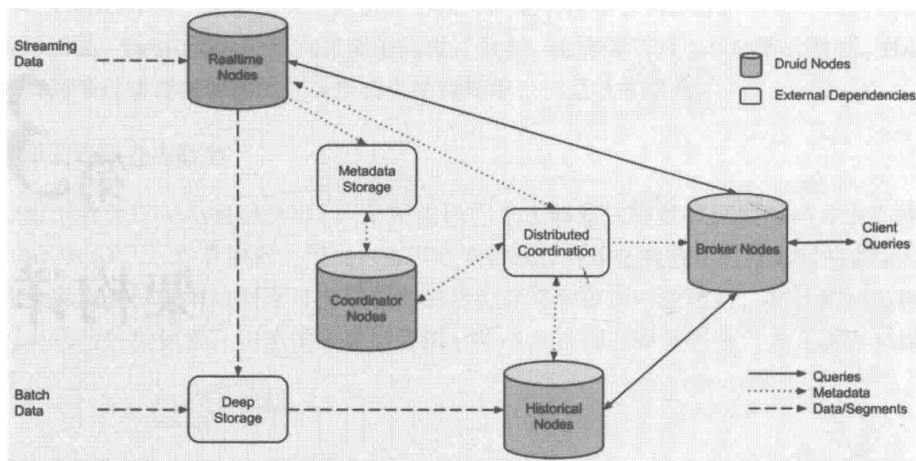 Streaming
Data
Realtime
Nodes
Druid Nodes
External Dependencies
Metadata
Storage
Distributed
Coordination
Broker Nodes
Client
Queries
Coordinator
Nodes
Batch
Data
Deep
Storage
Historical
Nodes
Queries
Metadata
Data/Segments